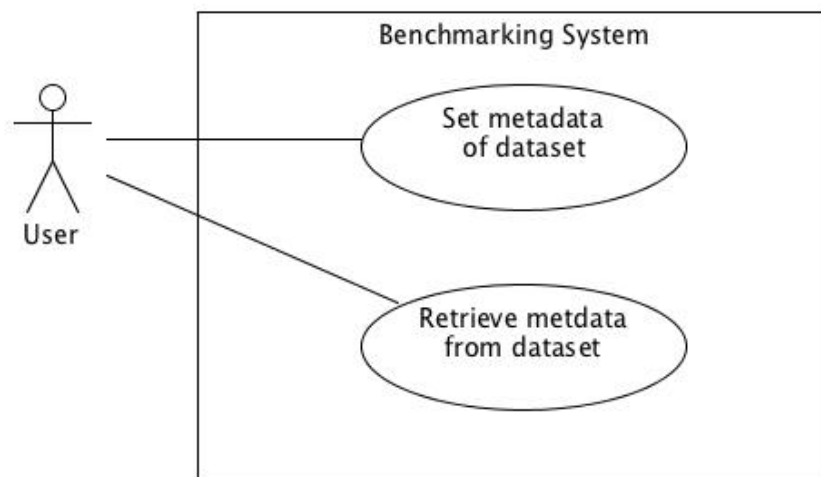 Benchmarking System
Set metadata
of dataset
User
Retrieve metdata
from dataset